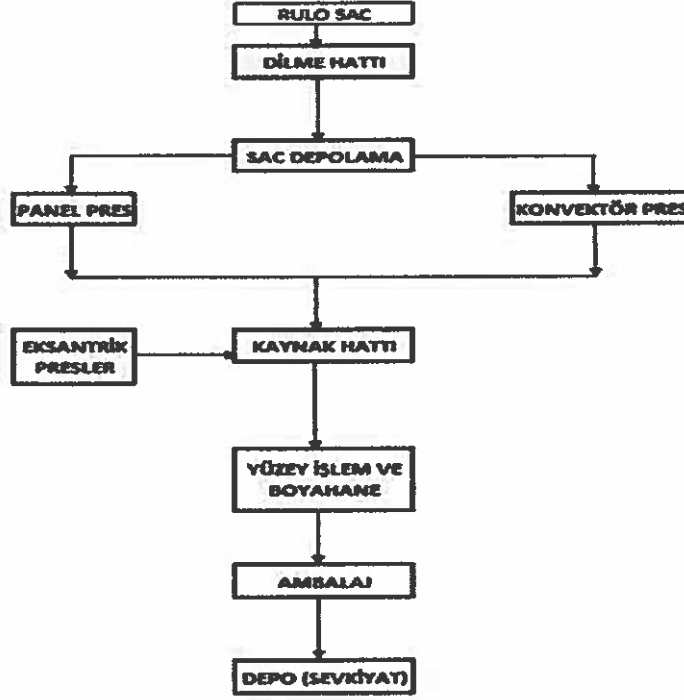 RULO SAC
DİLME HATTI
SAC DEPOLAMA
PANEL PRES
KONVEKTÖR PRES
EKSANTRİK
PRESLER
KAYNAK HATTI
YÜZEY İŞLEM VE
BOYAHANE
AMBALAJ
DEPO (SEVKİYAT)